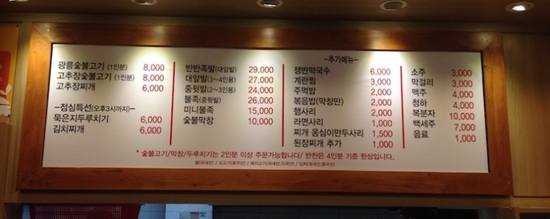 광릉숯불고기 (1인분) 8,000
고추장숯불고기 (1인분) 8,000
고추장찌개 6,000
-점심특선(오후3시까지)-
묵은지두루치기 6,000
김치찌개 6,000
반반족발(대앞발) 29,000
대앞발(3~4인용) 27,000
중뒷발(2~3인용) 24,000
불족(중뒷발) 26,000
미니불족 15,000
숯불막창 10,000
-추가메뉴-
쟁반막국수 6,000
계란찜 3,000
주먹밥 2,000
볶음밥(막창만) 2,000
햄사리 2,000
라면사리 1,000
찌개 옹심이만두사리 1,500
된장찌개 추가 1,000
소주 3,000
막걸리 3,000
맥주 4,000
청하 4,000
복분자 10,000
백세주 7,000
음료 1,000
* 숯불고기/막창/두루치기는 2인분 이상 주문가능합니다/ 반찬은 4인분 기준 한상입니다.